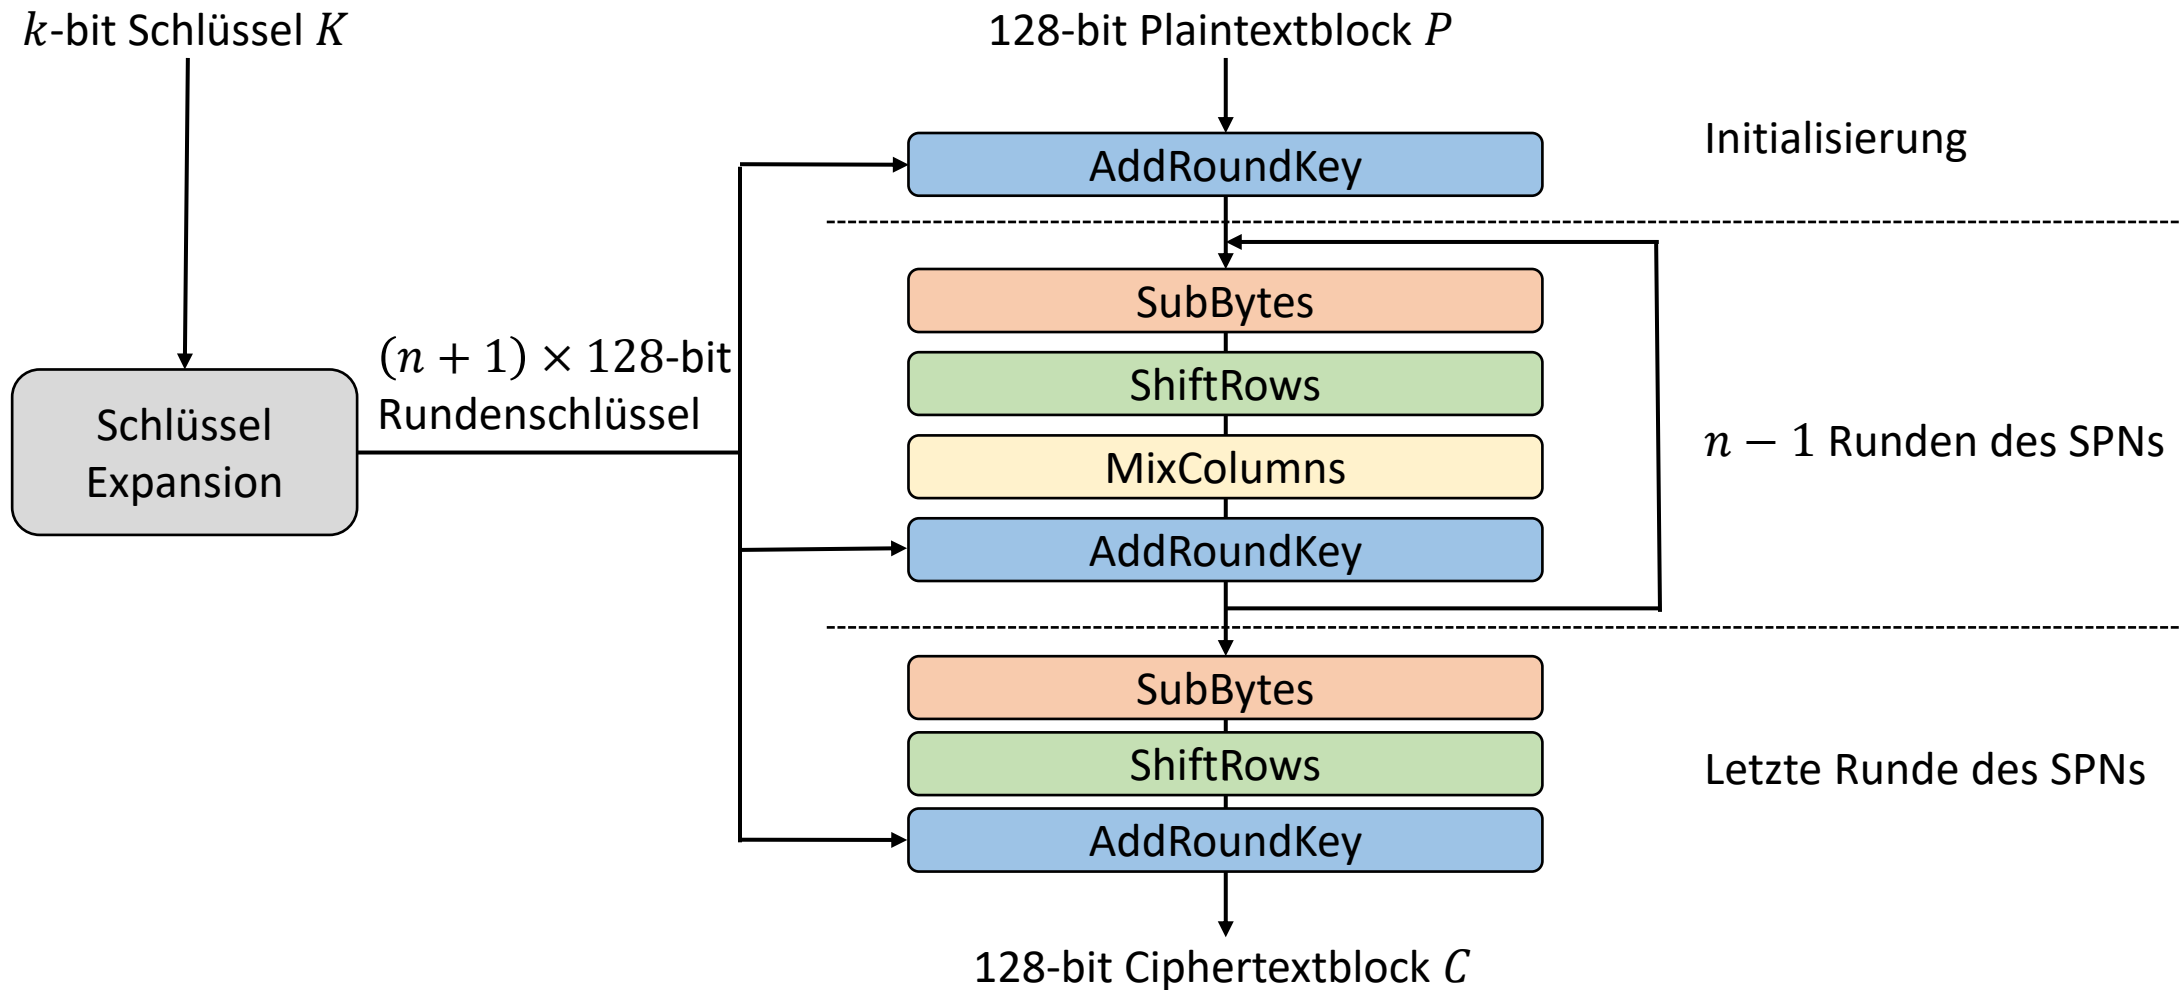 k-bit Schlüssel K
128-bit Plaintextblock P
AddRoundKey
Initialisierung
SubBytes
ShiftRows
MixColumns
AddRoundKey
n − 1 Runden des SPNs
(n + 1) × 128-bit
Rundenschlüssel
Schlüssel
Expansion
SubBytes
ShiftRows
AddRoundKey
Letzte Runde des SPNs
128-bit Ciphertextblock C